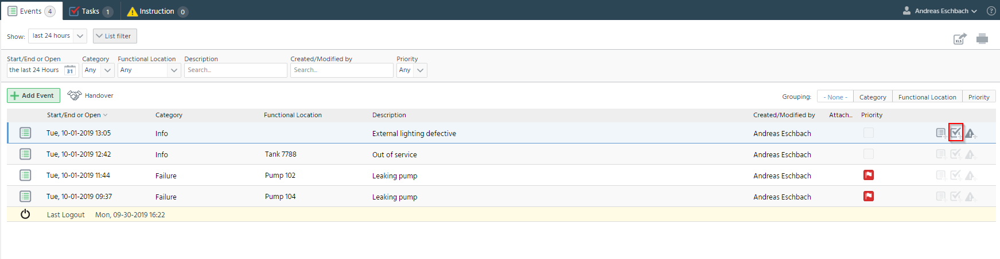 Events 4 Tasks 1 Instruction 0 Andreas Eschbach ?
Show: last 24 hours List filter XLS
Start/End or Open Category Functional Location Description Created/Modified by Priority
the last 24 Hours 31 Any Any Search... Search... Any
Add Event Handover Grouping: - None - Category Functional Location Priority
Start/End or Open Category Functional Location Description Created/Modified by Attach... Priority
Tue, 10-01-2019 13:05 Info External lighting defective Andreas Eschbach
Tue, 10-01-2019 12:42 Info Tank 7788 Out of service Andreas Eschbach
Tue, 10-01-2019 11:44 Failure Pump 102 Leaking pump Andreas Eschbach
Tue, 10-01-2019 09:37 Failure Pump 104 Leaking pump Andreas Eschbach
Last Logout Mon, 09-30-2019 16:22